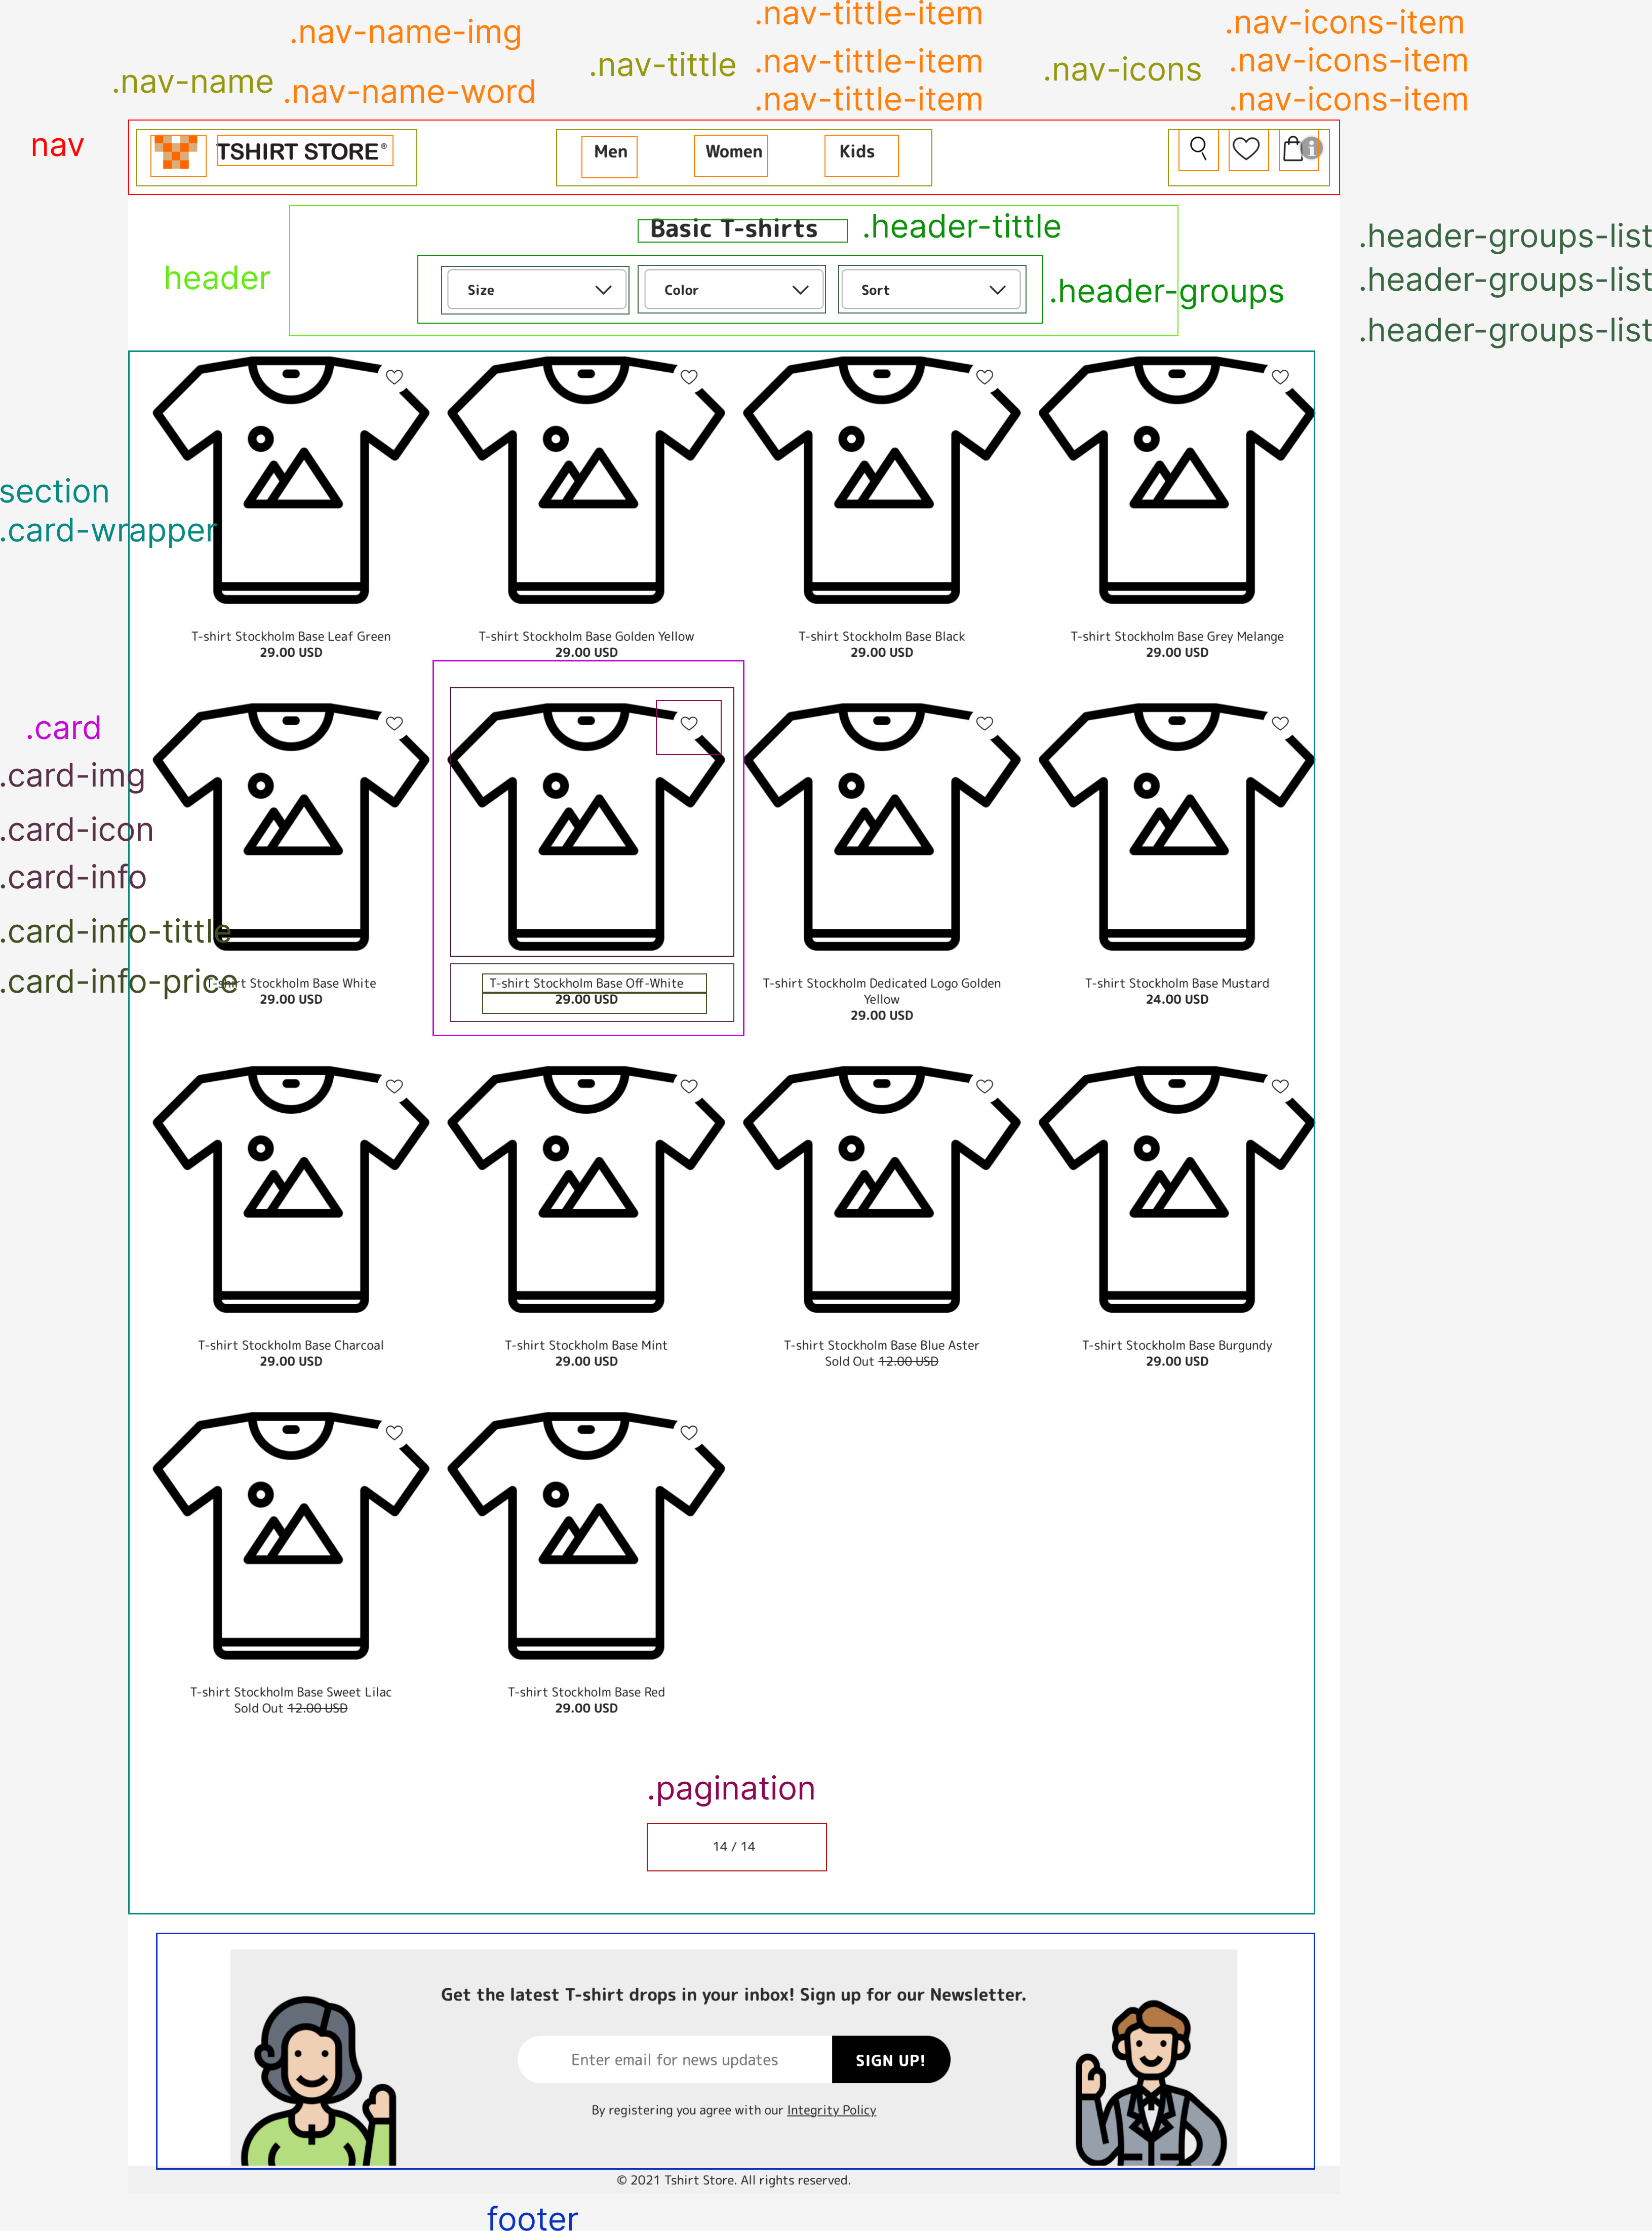 .nav-tittle-item
.nav-name-img
.nav-icons-item
.nav-tittle
.nav-tittle-item
.nav-icons
.nav-icons-item
.nav-name
.nav-name-word
.nav-tittle-item
.nav-icons-item
nav
TSHIRT STORE®
Men
Women
Kids
i
Basic T-shirts
.header-tittle
.header-groups-list
header
Size
Color
Sort
.header-groups
.header-groups-list
.header-groups-list
section
.card-wrapper
T-shirt Stockholm Base Leaf Green
29.00 USD
T-shirt Stockholm Base Golden Yellow
29.00 USD
T-shirt Stockholm Base Black
29.00 USD
T-shirt Stockholm Base Grey Melange
29.00 USD
.card
.card-img
.card-icon
.card-info
.card-info-tittle
.card-info-price
T-shirt Stockholm Base White
29.00 USD
T-shirt Stockholm Base Off-White
29.00 USD
T-shirt Stockholm Dedicated Logo Golden
Yellow
29.00 USD
T-shirt Stockholm Base Mustard
24.00 USD
T-shirt Stockholm Base Charcoal
29.00 USD
T-shirt Stockholm Base Mint
29.00 USD
T-shirt Stockholm Base Blue Aster
Sold Out 12.00 USD
T-shirt Stockholm Base Burgundy
29.00 USD
T-shirt Stockholm Base Sweet Lilac
Sold Out 12.00 USD
T-shirt Stockholm Base Red
29.00 USD
.pagination
14 / 14
Get the latest T-shirt drops in your inbox! Sign up for our Newsletter.
Enter email for news updates
SIGN UP!
By registering you agree with our Integrity Policy
© 2021 Tshirt Store. All rights reserved.
footer